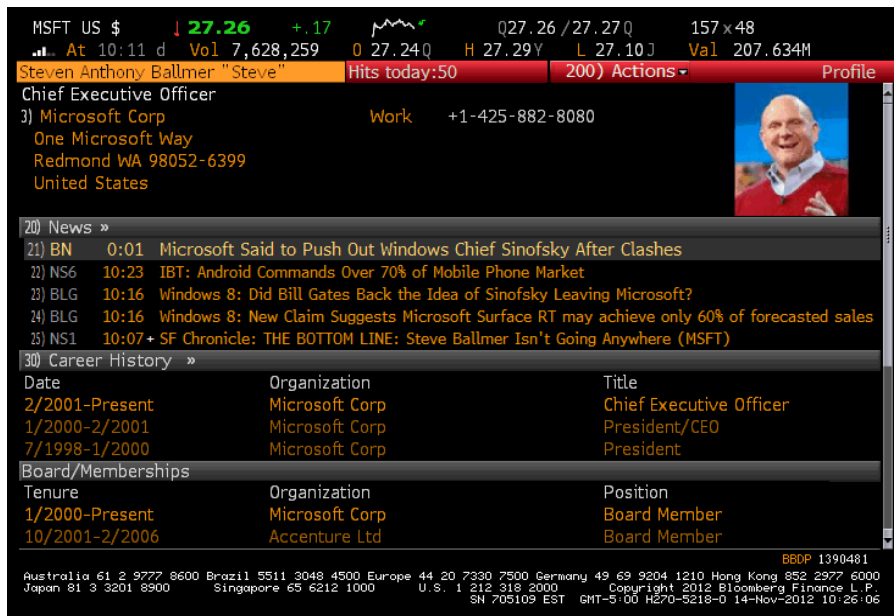 MSFT US $ ↓ 27.26 +.17 Q27.26 /27.27Q 157 x 48
At 10:11 d Vol 7,628,259 O 27.24Q H 27.29Y L 27.10J Val 207.634M
Steven Anthony Ballmer "Steve" Hits today:50 200) Actions Profile
Chief Executive Officer
3) Microsoft Corp Work +1-425-882-8080
One Microsoft Way
Redmond WA 98052-6399
United States
20) News »
21) BN 0:01 Microsoft Said to Push Out Windows Chief Sinofsky After Clashes
22) NS6 10:23 IBT: Android Commands Over 70% of Mobile Phone Market
23) BLG 10:16 Windows 8: Did Bill Gates Back the Idea of Sinofsky Leaving Microsoft?
24) BLG 10:16 Windows 8: New Claim Suggests Microsoft Surface RT may achieve only 60% of forecasted sales
25) NS1 10:07 + SF Chronicle: THE BOTTOM LINE: Steve Ballmer Isn't Going Anywhere (MSFT)
30) Career History »
Date Organization Title
2/2001-Present Microsoft Corp Chief Executive Officer
1/2000-2/2001 Microsoft Corp President/CEO
7/1998-1/2000 Microsoft Corp President
Board/Memberships
Tenure Organization Position
1/2000-Present Microsoft Corp Board Member
10/2001-2/2006 Accenture Ltd Board Member
BBDP 1390481
Australia 61 2 9777 8600 Brazil 5511 3048 4500 Europe 44 20 7330 7500 Germany 49 69 9204 1210 Hong Kong 852 2977 6000
Japan 81 3 3201 8900 Singapore 65 6212 1000 U.S. 1 212 318 2000 Copyright 2012 Bloomberg Finance L.P.
SN 705109 EST GMT-5:00 H270-5218-0 14-Nov-2012 10:26:06